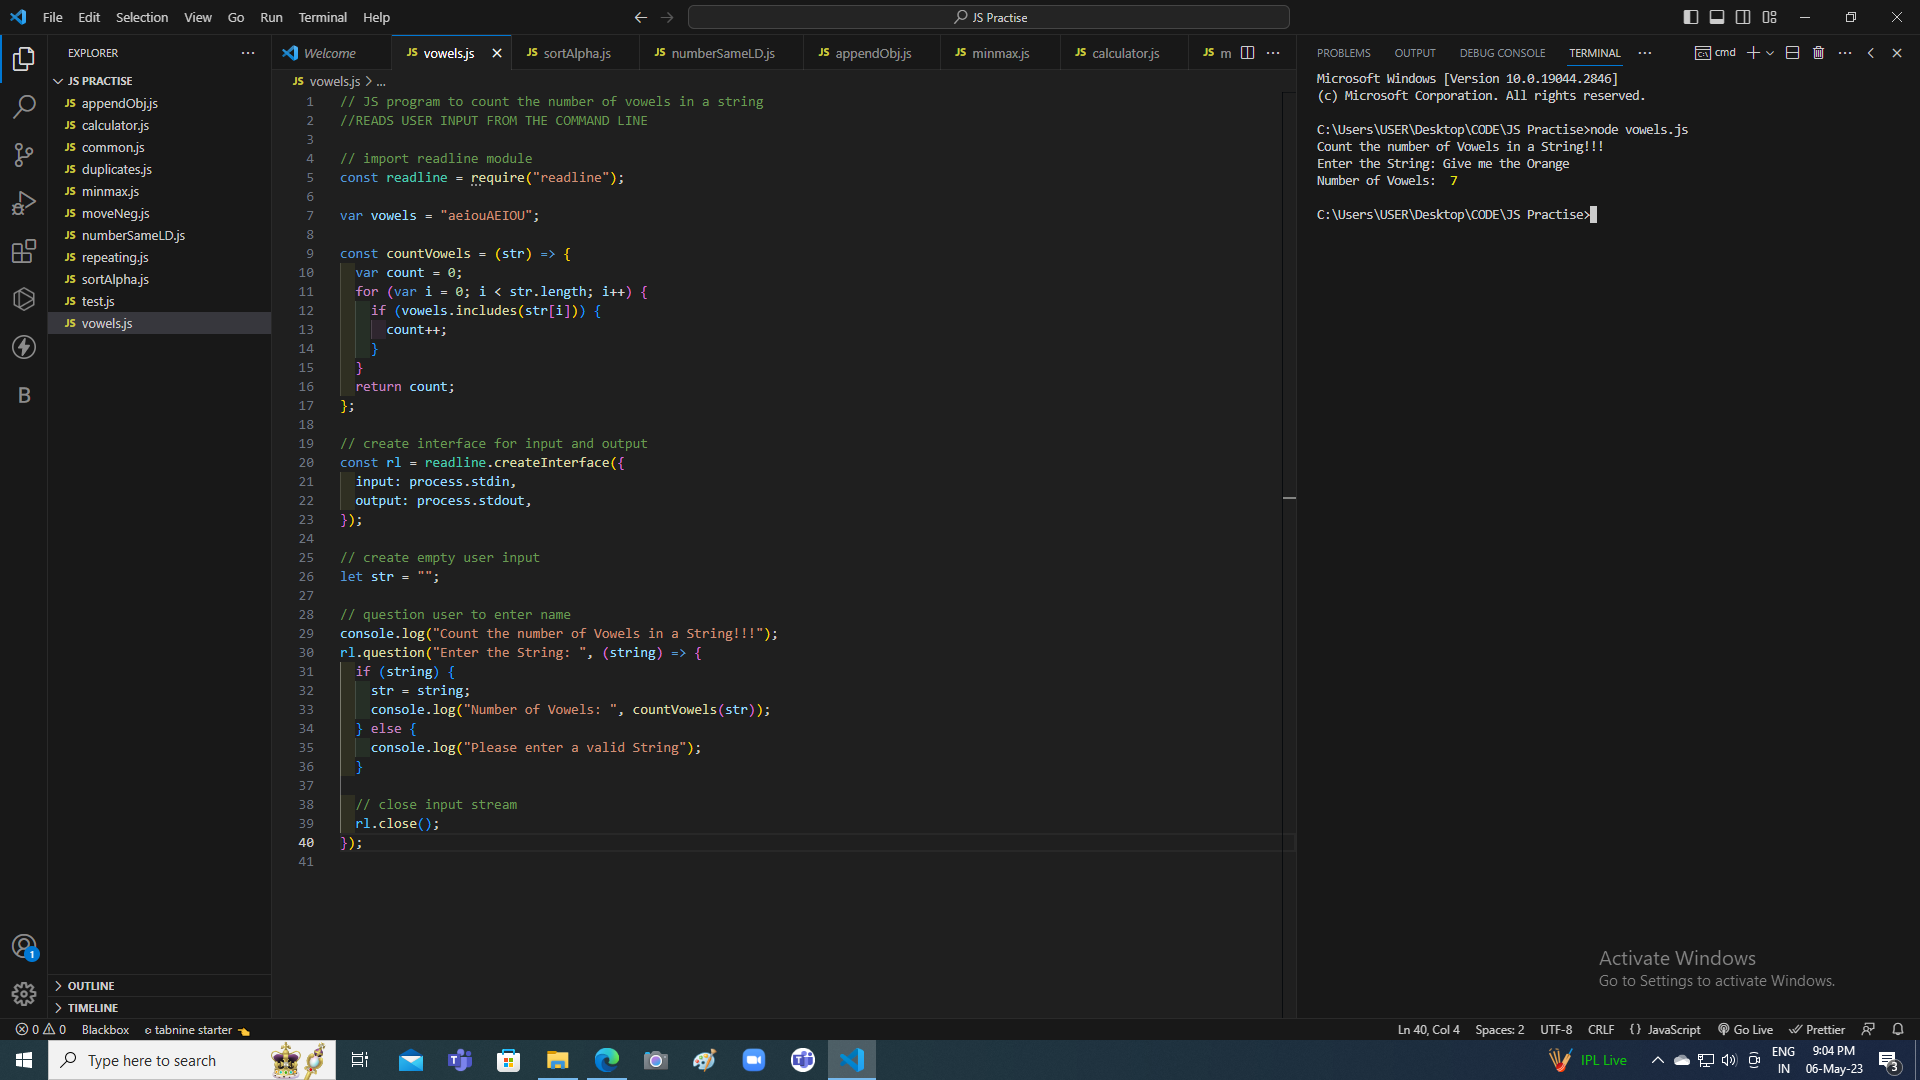 File Edit Selection View Go Run Terminal Help
JS Practise
EXPLORER
JS PRACTISE
JS appendObj.js
JS calculator.js
JS common.js
JS duplicates.js
JS minmax.js
JS moveNeg.js
JS numberSameLD.js
JS repeating.js
JS sortAlpha.js
JS test.js
JS vowels.js
OUTLINE
TIMELINE
Welcome JS vowels.js JS sortAlpha.js JS numberSameLD.js JS appendObj.js JS minmax.js JS calculator.js JS m
JS vowels.js > ...
1 // JS program to count the number of vowels in a string
2 //READS USER INPUT FROM THE COMMAND LINE
3
4 // import readline module
5 const readline = require("readline");
6
7 var vowels = "aeiouAEIOU";
8
9 const countVowels = (str) => {
10 var count = 0;
11 for (var i = 0; i < str.length; i++) {
12 if (vowels.includes(str[i])) {
13 count++;
14 }
15 }
16 return count;
17 };
18
19 // create interface for input and output
20 const rl = readline.createInterface({
21 input: process.stdin,
22 output: process.stdout,
23 });
24
25 // create empty user input
26 let str = "";
27
28 // question user to enter name
29 console.log("Count the number of Vowels in a String!!!");
30 rl.question("Enter the String: ", (string) => {
31 if (string) {
32 str = string;
33 console.log("Number of Vowels: ", countVowels(str));
34 } else {
35 console.log("Please enter a valid String");
36 }
37
38 // close input stream
39 rl.close();
40 });
41
PROBLEMS OUTPUT DEBUG CONSOLE TERMINAL cmd
Microsoft Windows [Version 10.0.19044.2846]
(c) Microsoft Corporation. All rights reserved.
C:\Users\USER\Desktop\CODE\JS Practise>node vowels.js
Count the number of Vowels in a String!!!
Enter the String: Give me the Orange
Number of Vowels:  7
C:\Users\USER\Desktop\CODE\JS Practise>
Activate Windows
Go to Settings to activate Windows.
B
1
0 0 Blackbox tabnine starter
Ln 40, Col 4 Spaces: 2 UTF-8 CRLF {} JavaScript Go Live Prettier
Type here to search
IPL Live
ENG
IN
9:04 PM
06-May-23
3